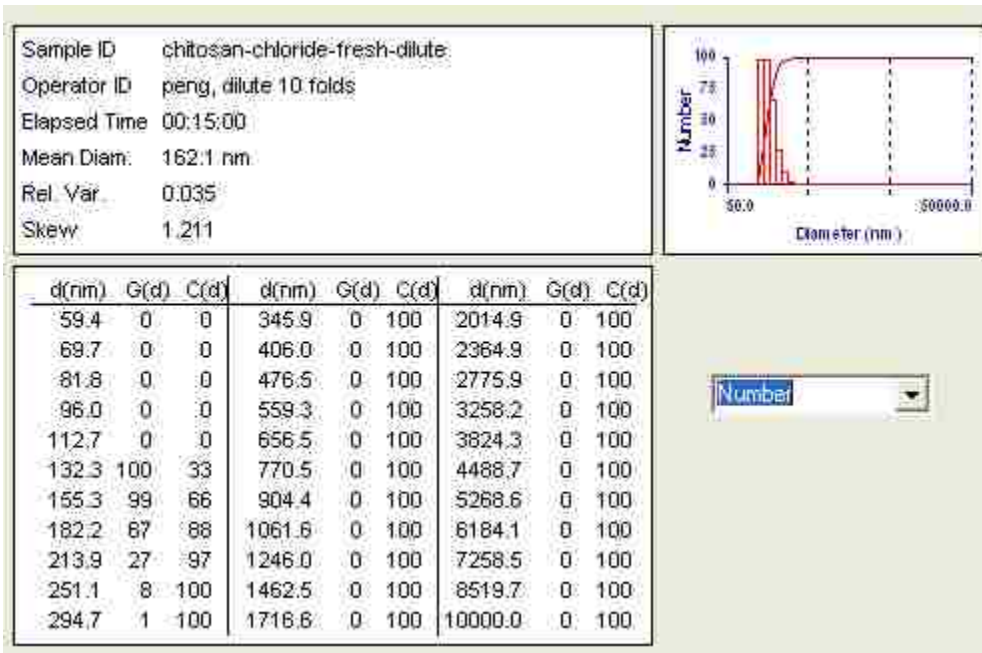 Sample ID chitosan-chloride-fresh-dilute
Operator ID peng, dilute 10 folds
Elapsed Time 00:15:00
Mean Diam. 162.1 nm
Rel. Var. 0.035
Skew 1.211
100
75
50
25
0
Number
50.0 50000.0
Diameter (nm)
d(nm) G(d) C(d) d(nm) G(d) C(d) d(nm) G(d) C(d)
59.4 0 0 345.9 0 100 2014.9 0 100
69.7 0 0 406.0 0 100 2364.9 0 100
81.8 0 0 476.5 0 100 2775.9 0 100
96.0 0 0 559.3 0 100 3258.2 0 100
112.7 0 0 656.5 0 100 3824.3 0 100
132.3 100 33 770.5 0 100 4488.7 0 100
155.3 99 66 904.4 0 100 5268.6 0 100
182.2 67 88 1061.6 0 100 6184.1 0 100
213.9 27 97 1246.0 0 100 7258.5 0 100
251.1 8 100 1462.5 0 100 8519.7 0 100
294.7 1 100 1716.6 0 100 10000.0 0 100
Number